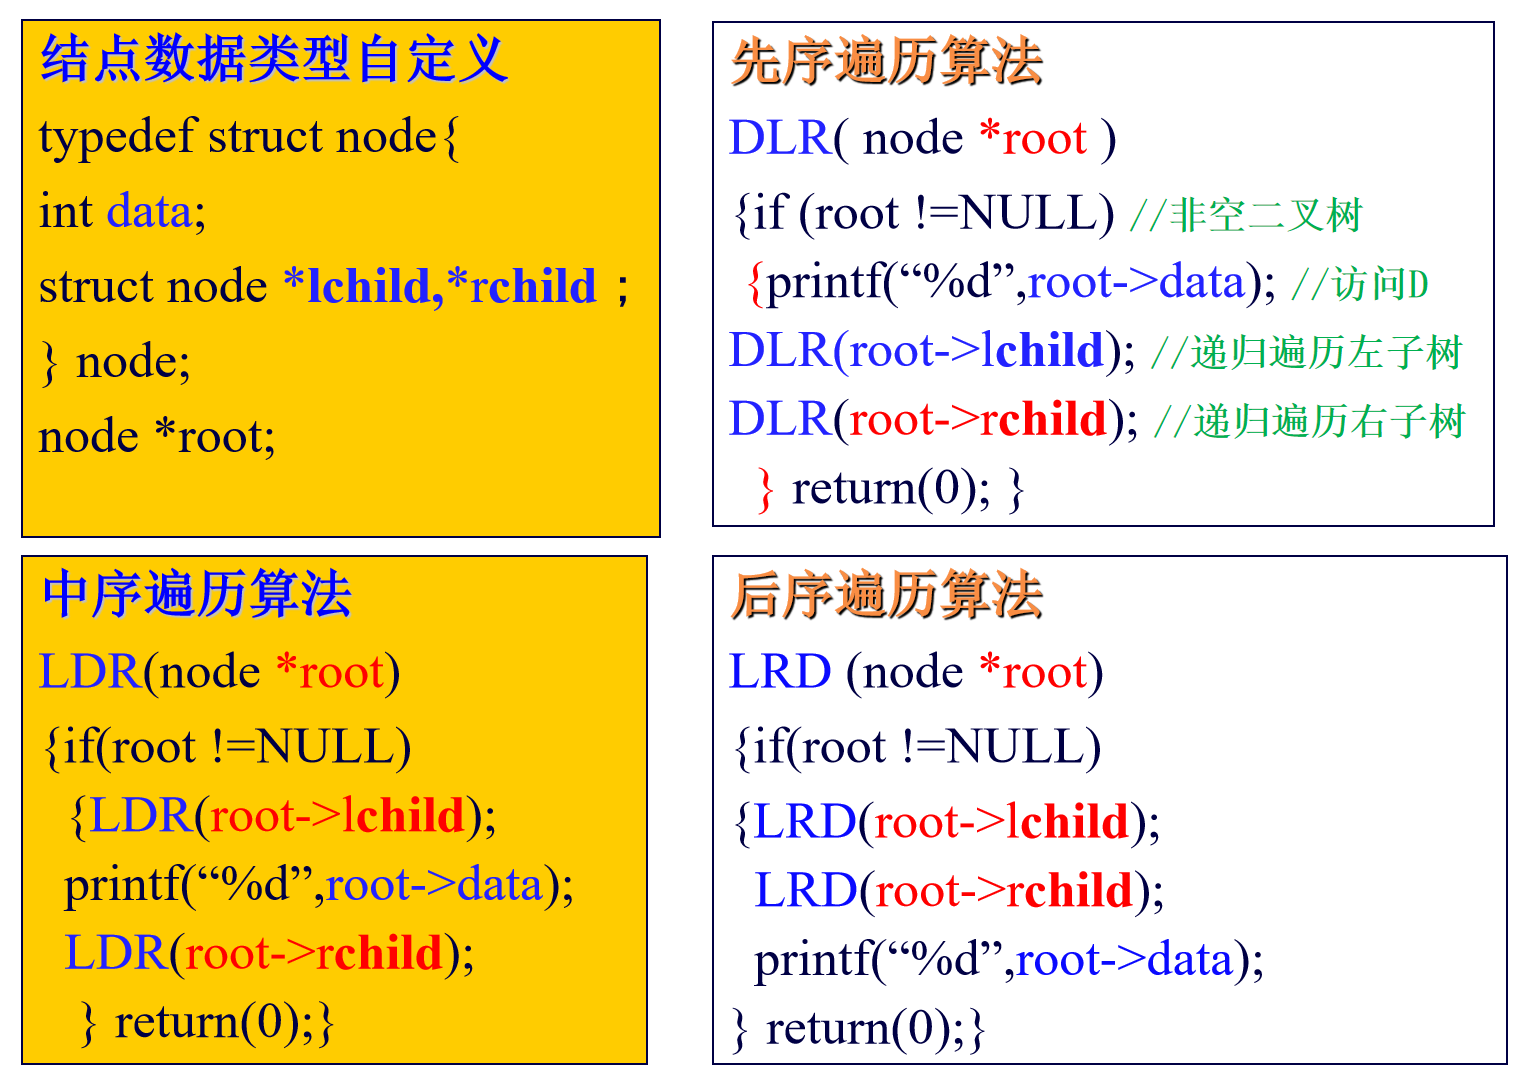 结点数据类型自定义
typedef struct node{
int data;
struct node *lchild,*rchild ；
} node;
node *root;
先序遍历算法
DLR( node *root )
{if (root !=NULL) //非空二叉树
{printf(“%d”,root->data); //访问D
DLR(root->lchild); //递归遍历左子树
DLR(root->rchild); //递归遍历右子树
} return(0); }
中序遍历算法
LDR(node *root)
{if(root !=NULL)
{LDR(root->lchild);
printf(“%d”,root->data);
LDR(root->rchild);
} return(0);}
后序遍历算法
LRD (node *root)
{if(root !=NULL)
{LRD(root->lchild);
LRD(root->rchild);
printf(“%d”,root->data);
} return(0);}